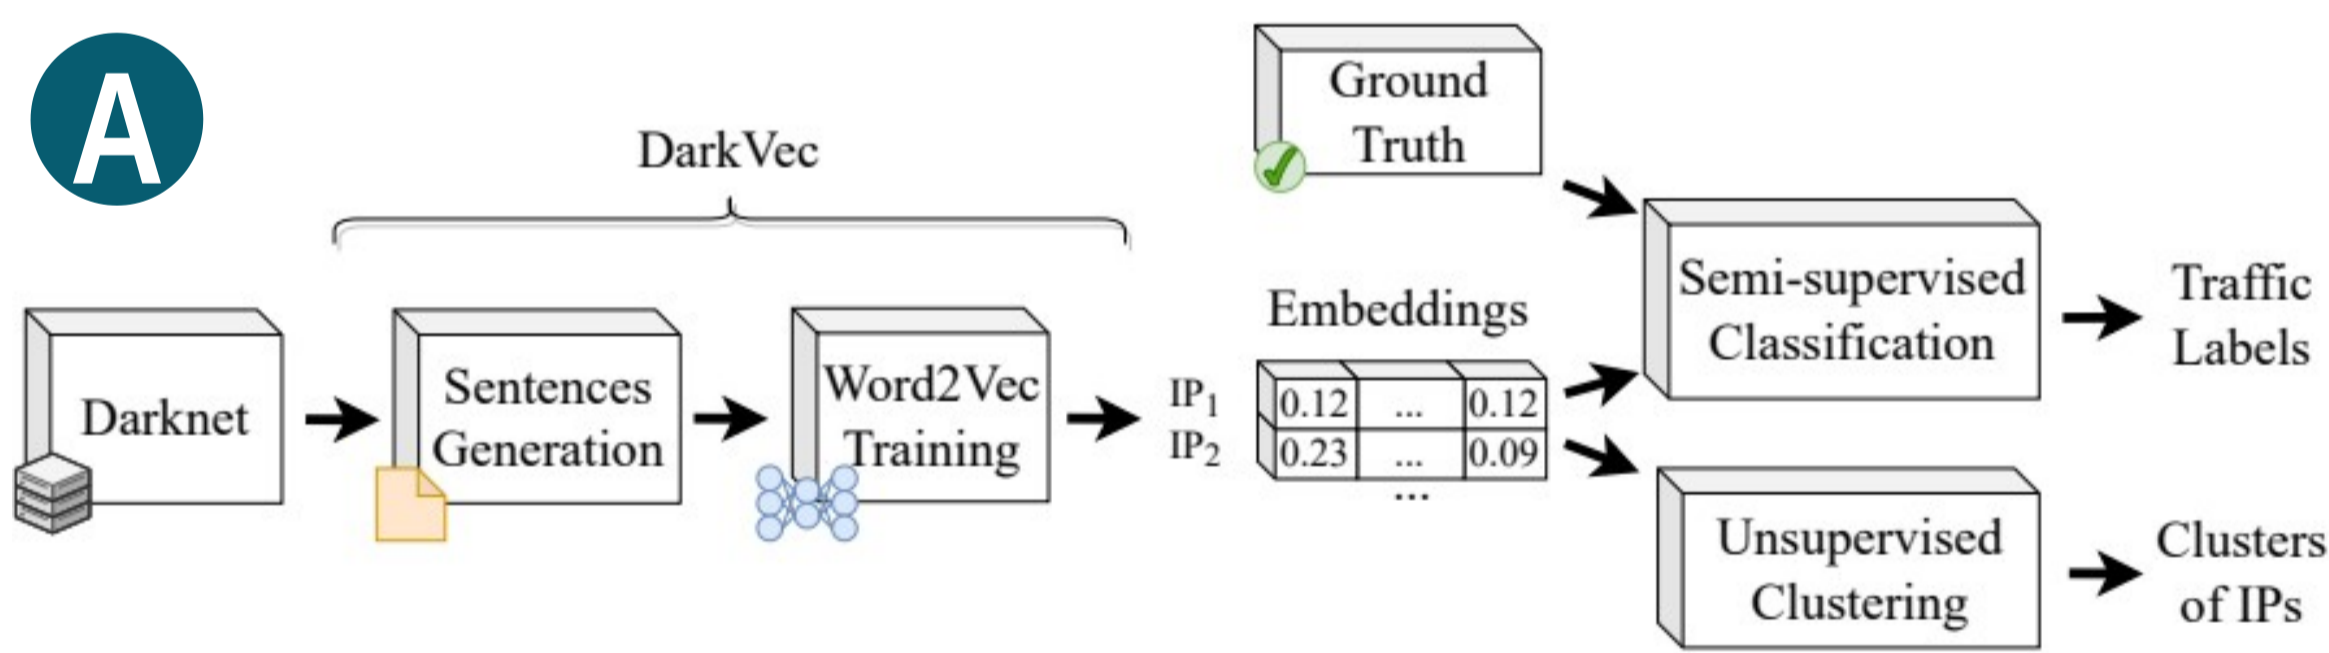 A
DarkVec
Darknet
Sentences
Generation
Word2Vec
Training
Ground
Truth
Embeddings
IP1 0.12 ... 0.12
IP2 0.23 ... 0.09
...
Semi-supervised
Classification
Traffic
Labels
Unsupervised
Clustering
Clusters
of IPs